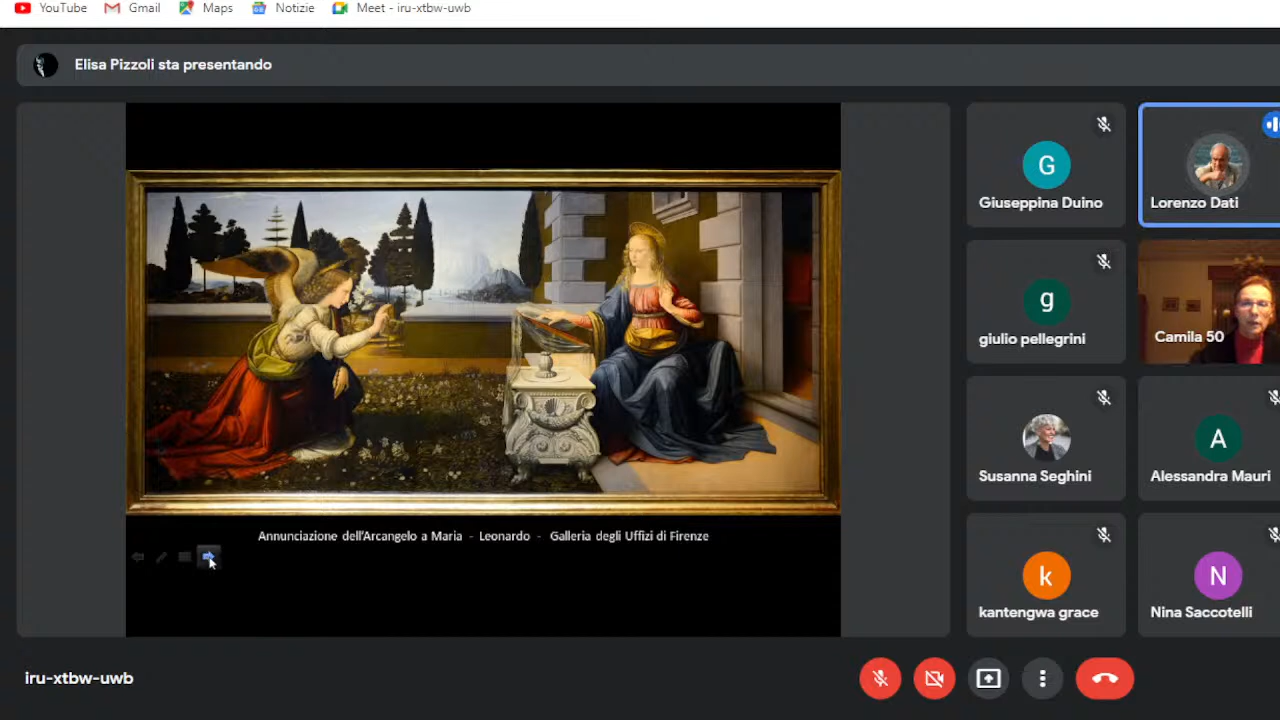 YouTube Gmail Maps Notizie Meet - iru-xtbw-uwb
Elisa Pizzoli sta presentando
Annunciazione dell'Arcangelo a Maria - Leonardo - Galleria degli Uffizi di Firenze
G
Giuseppina Duino
Lorenzo Dati
g
giulio pellegrini
Camila 50
Susanna Seghini
A
Alessandra Mauri
k
kantengwa grace
N
Nina Saccotelli
iru-xtbw-uwb